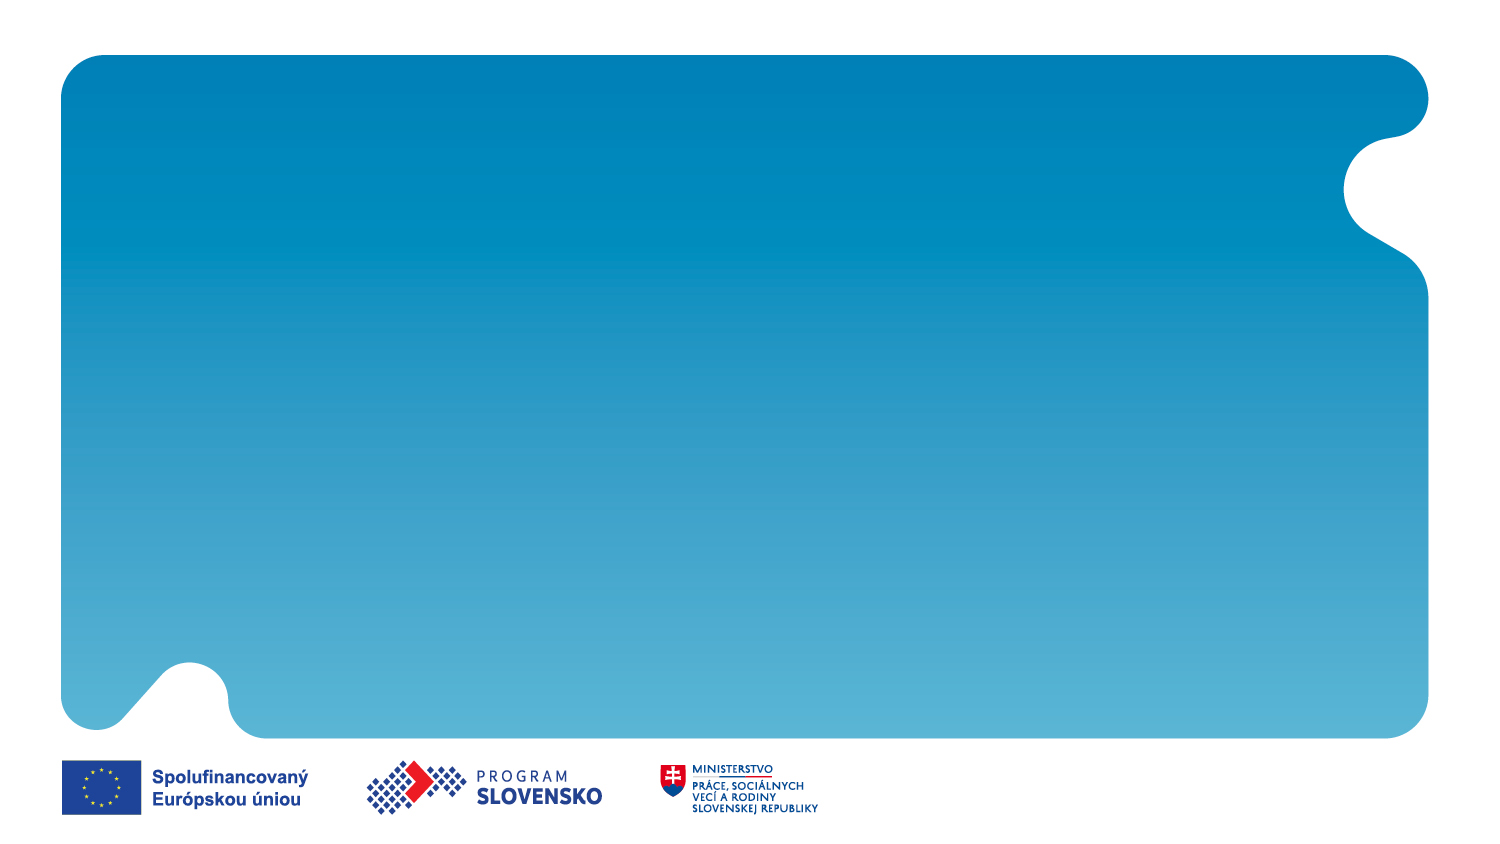 Spolufinancovaný
Európskou úniou
PROGRAM
SLOVENSKO
MINISTERSTVO
PRÁCE, SOCIÁLNYCH
VECÍ A RODINY
SLOVENSKEJ REPUBLIKY